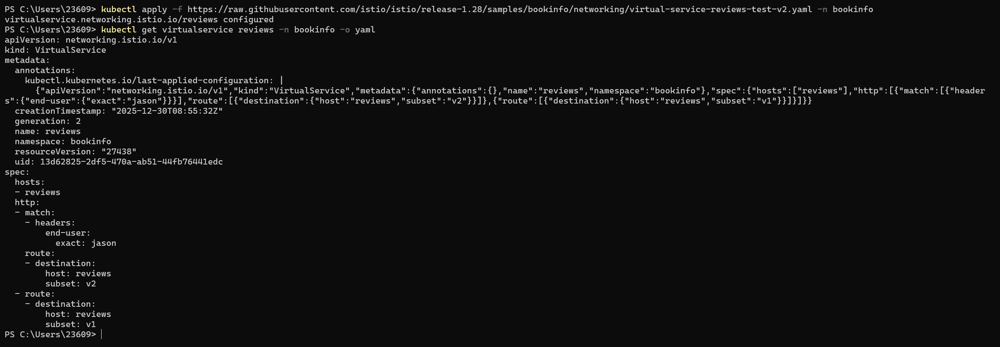 PS C:\Users\23609> kubectl apply -f https://raw.githubusercontent.com/istio/istio/release-1.28/samples/bookinfo/networking/virtual-service-reviews-test-v2.yaml -n bookinfo
virtualservice.networking.istio.io/reviews configured
PS C:\Users\23609> kubectl get virtualservice reviews -n bookinfo -o yaml
apiVersion: networking.istio.io/v1
kind: VirtualService
metadata:
  annotations:
    kubectl.kubernetes.io/last-applied-configuration: |
      {"apiVersion":"networking.istio.io/v1","kind":"VirtualService","metadata":{"annotations":{},"name":"reviews","namespace":"bookinfo"},"spec":{"hosts":["reviews"],"http":[{"match":[{"header
s":{"end-user":{"exact":"jason"}}}],"route":[{"destination":{"host":"reviews","subset":"v2"}}]},{"route":[{"destination":{"host":"reviews","subset":"v1"}}]}]}}
  creationTimestamp: "2025-12-30T08:55:32Z"
  generation: 2
  name: reviews
  namespace: bookinfo
  resourceVersion: "27438"
  uid: 13d62825-2df5-470a-ab51-44fb76441edc
spec:
  hosts:
  - reviews
  http:
  - match:
    - headers:
        end-user:
          exact: jason
    route:
    - destination:
        host: reviews
        subset: v2
  - route:
    - destination:
        host: reviews
        subset: v1
PS C:\Users\23609>